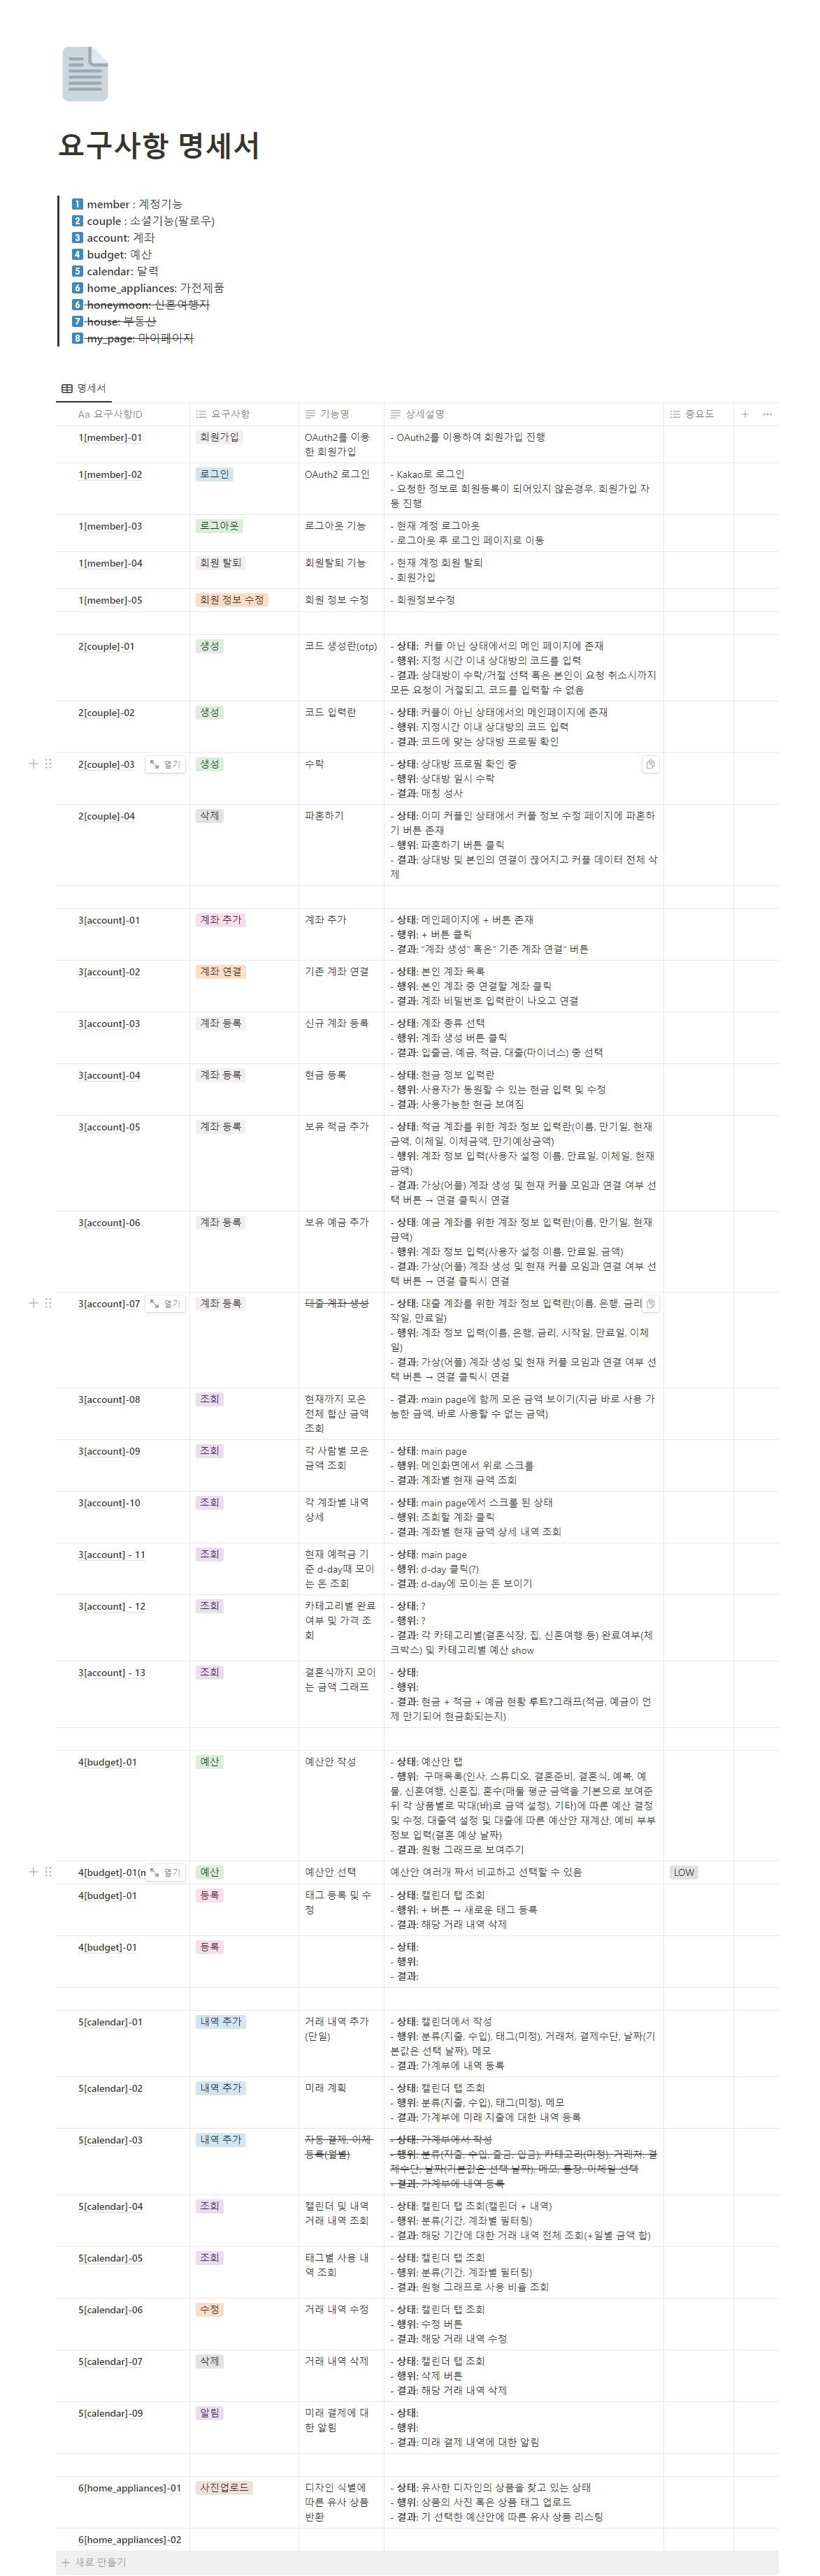 요구사항 명세서
1 member : 계정기능
2 couple : 소셜기능(팔로우)
3 account: 계좌
4 budget: 예산
5 calendar: 달력
6 home_appliances: 가전제품
6 honeymoon: 신혼여행지
7 house: 부동산
8 my_page: 마이페이지
명세서
Aa 요구사항ID 요구사항 기능명 상세설명 중요도
1[member]-01 회원가입 OAuth2를 이용
한 회원가입
- OAuth2를 이용하여 회원가입 진행
1[member]-02 로그인 OAuth2 로그인
- Kakao로 로그인
- 요청한 정보로 회원등록이 되어있지 않은경우, 회원가입 자
동 진행
1[member]-03 로그아웃 로그아웃 기능
- 현재 계정 로그아웃
- 로그아웃 후 로그인 페이지로 이동
1[member]-04 회원 탈퇴 회원탈퇴 기능
- 현재 계정 회원 탈퇴
- 회원가입
1[member]-05 회원 정보 수정 회원 정보 수정
- 회원정보수정
2[couple]-01 생성 코드 생성란(otp)
- 상태: 커플 아닌 상태에서의 메인 페이지에 존재
- 행위: 지정 시간 이내 상대방의 코드를 입력
- 결과: 상대방이 수락/거절 선택 혹은 본인이 요청 취소시까지
모든 요청이 거절되고, 코드를 입력할 수 없음
2[couple]-02 생성 코드 입력란
- 상태: 커플이 아닌 상태에서의 메인페이지에 존재
- 행위: 지정시간 이내 상대방의 코드 입력
- 결과: 코드에 맞는 상대방 프로필 확인
2[couple]-03 열기 생성 수락
- 상태: 상대방 프로필 확인 중
- 행위: 상대방 일시 수락
- 결과: 매칭 성사
2[couple]-04 삭제 파혼하기
- 상태: 이미 커플인 상태에서 커플 정보 수정 페이지에 파혼하
기 버튼 존재
- 행위: 파혼하기 버튼 클릭
- 결과: 상대방 및 본인의 연결이 끊어지고 커플 데이터 전체 삭
제
3[account]-01 계좌 추가 계좌 추가
- 상태: 메인페이지에 + 버튼 존재
- 행위: + 버튼 클릭
- 결과: “계좌 생성” 혹은” 기존 계좌 연결” 버튼
3[account]-02 계좌 연결 기존 계좌 연결
- 상태: 본인 계좌 목록
- 행위: 본인 계좌 중 연결할 계좌 클릭
- 결과: 계좌 비밀번호 입력란이 나오고 연결
3[account]-03 계좌 등록 신규 계좌 등록
- 상태: 계좌 종류 선택
- 행위: 계좌 생성 버튼 클릭
- 결과: 입출금, 예금, 적금, 대출(마이너스) 중 선택
3[account]-04 계좌 등록 현금 등록
- 상태: 현금 정보 입력란
- 행위: 사용자가 동원할 수 있는 현금 입력 및 수정
- 결과: 사용가능한 현금 보여짐
3[account]-05 계좌 등록 보유 적금 추가
- 상태: 적금 계좌를 위한 계좌 정보 입력란(이름, 만기일, 현재
금액, 이체일, 이체금액, 만기예상금액)
- 행위: 계좌 정보 입력(사용자 설정 이름, 만료일, 이체일, 현재
금액)
- 결과: 가상(어플) 계좌 생성 및 현재 커플 모임과 연결 여부 선
택 버튼 → 연결 클릭시 연결
3[account]-06 계좌 등록 보유 예금 추가
- 상태: 예금 계좌를 위한 계좌 정보 입력란(이름, 만기일, 현재
금액)
- 행위: 계좌 정보 입력(사용자 설정 이름, 만료일, 금액)
- 결과: 가상(어플) 계좌 생성 및 현재 커플 모임과 연결 여부 선
택 버튼 → 연결 클릭시 연결
3[account]-07 열기 계좌 등록 대출 계좌 생성
- 상태: 대출 계좌를 위한 계좌 정보 입력란(이름, 은행, 금리
작일, 만료일)
- 행위: 계좌 정보 입력(이름, 은행, 금리, 시작일, 만료일, 이체
일)
- 결과: 가상(어플) 계좌 생성 및 현재 커플 모임과 연결 여부 선
택 버튼 → 연결 클릭시 연결
3[account]-08 조회 현재까지 모은
전체 합산 금액
조회
- 결과: main page에 함께 모은 금액 보이기(지금 바로 사용 가
능한 금액, 바로 사용할 수 없는 금액)
3[account]-09 조회 각 사람별 모은
금액 조회
- 상태: main page
- 행위: 메인화면에서 위로 스크롤
- 결과: 계좌별 현재 금액 조회
3[account]-10 조회 각 계좌별 내역
상세
- 상태: main page에서 스크롤 된 상태
- 행위: 조회할 계좌 클릭
- 결과: 계좌별 현재 금액 상세 내역 조회
3[account] - 11 조회 현재 예적금 기
준 d-day때 모이
는 돈 조회
- 상태: main page
- 행위: d-day 클릭(?)
- 결과: d-day에 모이는 돈 보이기
3[account] - 12 조회 카테고리별 완료
여부 및 가격 조
회
- 상태: ?
- 행위: ?
- 결과: 각 카테고리별(결혼식장, 집, 신혼여행 등) 완료여부(체
크박스) 및 카테고리별 예산 show
3[account] - 13 조회 결혼식까지 모이
는 금액 그래프
- 상태:
- 행위:
- 결과: 현금 + 적금 + 예금 현황 루트?그래프(적금, 예금이 언
제 만기되어 현금화되는지)
4[budget]-01 예산 예산안 작성
- 상태: 예산안 탭
- 행위: 구매목록(인사, 스튜디오, 결혼준비, 결혼식, 예복, 예
물, 신혼여행, 신혼집, 혼수(매물 평균 금액을 기본으로 보여준
뒤 각 상품별로 막대(바)로 금액 설정), 기타)에 따른 예산 결정
및 수정, 대출액 설정 및 대출에 따른 예산안 재계산, 예비 부부
정보 입력(결혼 예상 날짜)
- 결과: 원형 그래프로 보여주기
4[budget]-01(n 열기 예산 예산안 선택 예산안 여러개 짜서 비교하고 선택할 수 있음 LOW
4[budget]-01 등록 태그 등록 및 수
정
- 상태: 캘린더 탭 조회
- 행위: + 버튼 → 새로운 태그 등록
- 결과: 해당 거래 내역 삭제
4[budget]-01 등록
- 상태:
- 행위:
- 결과:
5[calendar]-01 내역 추가 거래 내역 추가
(단일)
- 상태: 캘린더에서 작성
- 행위: 분류(지출, 수입), 태그(미정), 거래처, 결제수단, 날짜(기
본값은 선택 날짜), 메모
- 결과: 가계부에 내역 등록
5[calendar]-02 내역 추가 미래 계획
- 상태: 캘린더 탭 조회
- 행위: 분류(지출, 수입), 태그(미정), 메모
- 결과: 가계부에 미래 지출에 대한 내역 등록
5[calendar]-03 내역 추가 자동 결제, 이체
등록(월별)
- 상태: 가계부에서 작성
- 행위: 분류(지출, 수입, 출금, 입금), 카테고리(미정), 거래처, 결
제수단, 날짜(기본값은 선택 날짜), 메모, 통장, 이체일 선택
- 결과: 가계부에 내역 등록
5[calendar]-04 조회 캘린더 및 내역
거래 내역 조회
- 상태: 캘린더 탭 조회(캘린더 + 내역)
- 행위: 분류(기간, 계좌별 필터링)
- 결과: 해당 기간에 대한 거래 내역 전체 조회(+일별 금액 합)
5[calendar]-05 조회 태그별 사용 내
역 조회
- 상태: 캘린더 탭 조회
- 행위: 분류(기간, 계좌별 필터링)
- 결과: 원형 그래프로 사용 비율 조회
5[calendar]-06 수정 거래 내역 수정
- 상태: 캘린더 탭 조회
- 행위: 수정 버튼
- 결과: 해당 거래 내역 수정
5[calendar]-07 삭제 거래 내역 삭제
- 상태: 캘린더 탭 조회
- 행위: 삭제 버튼
- 결과: 해당 거래 내역 삭제
5[calendar]-09 알림 미래 결제에 대
한 알림
- 상태:
- 행위:
- 결과: 미래 결제 내역에 대한 알림
6[home_appliances]-01 사진업로드 디자인 식별에
따른 유사 상품
반환
- 상태: 유사한 디자인의 상품을 찾고 있는 상태
- 행위: 상품의 사진 혹은 상품 태그 업로드
- 결과: 기 선택한 예산안에 따른 유사 상품 리스팅
6[home_appliances]-02
+ 새로 만들기